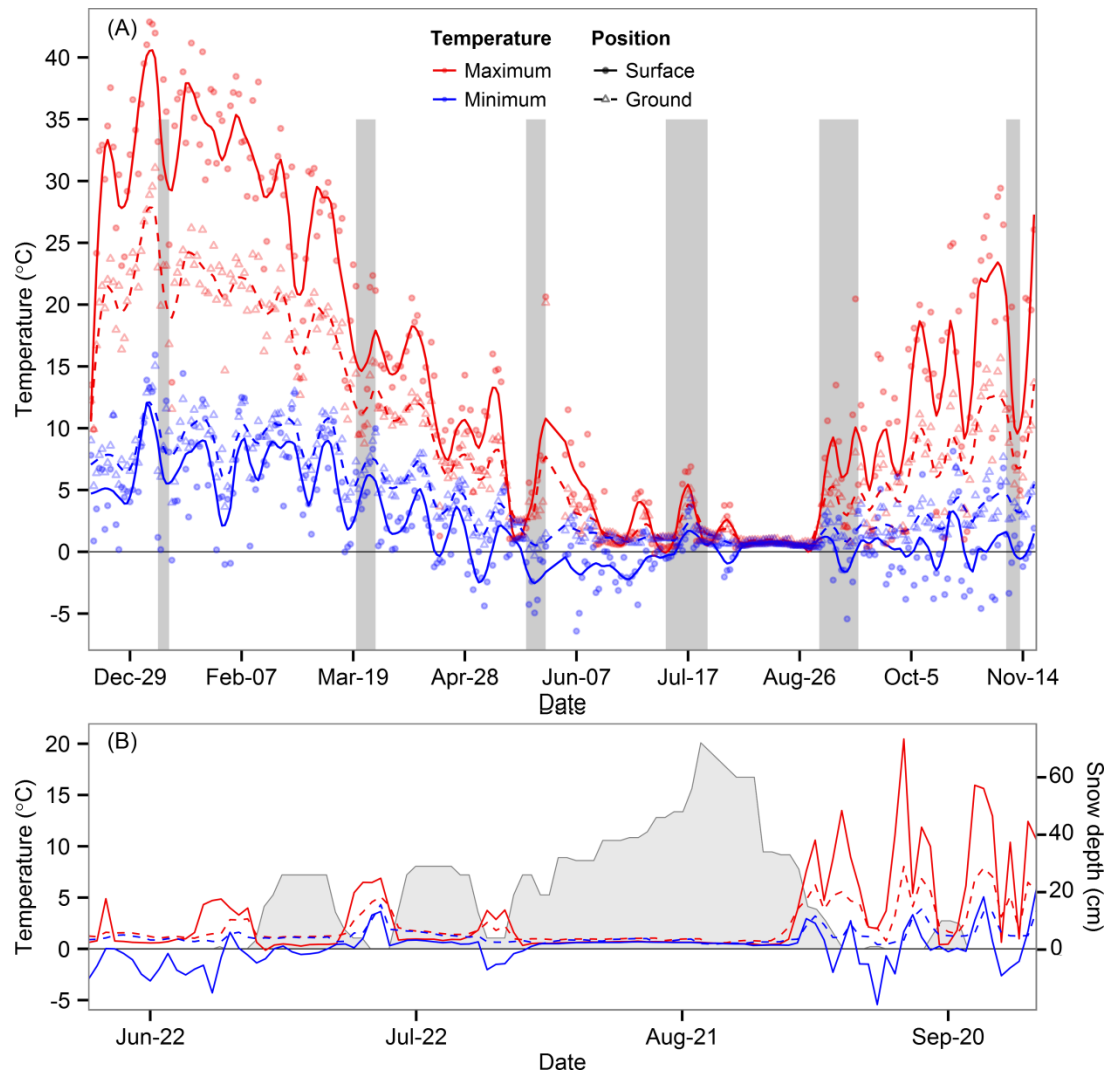 (A)
Temperature Position
Maximum Surface
Minimum Ground
40
35
30
25
20
15
10
5
0
-5
Temperature (°C)
Dec-29 Feb-07 Mar-19 Apr-28 Jun-07 Jul-17 Aug-26 Oct-5 Nov-14
Date
Date
(B)
20
15
10
5
0
-5
Temperature (°C)
60
40
20
0
Snow depth (cm)
Jun-22 Jul-22 Aug-21 Sep-20
Date